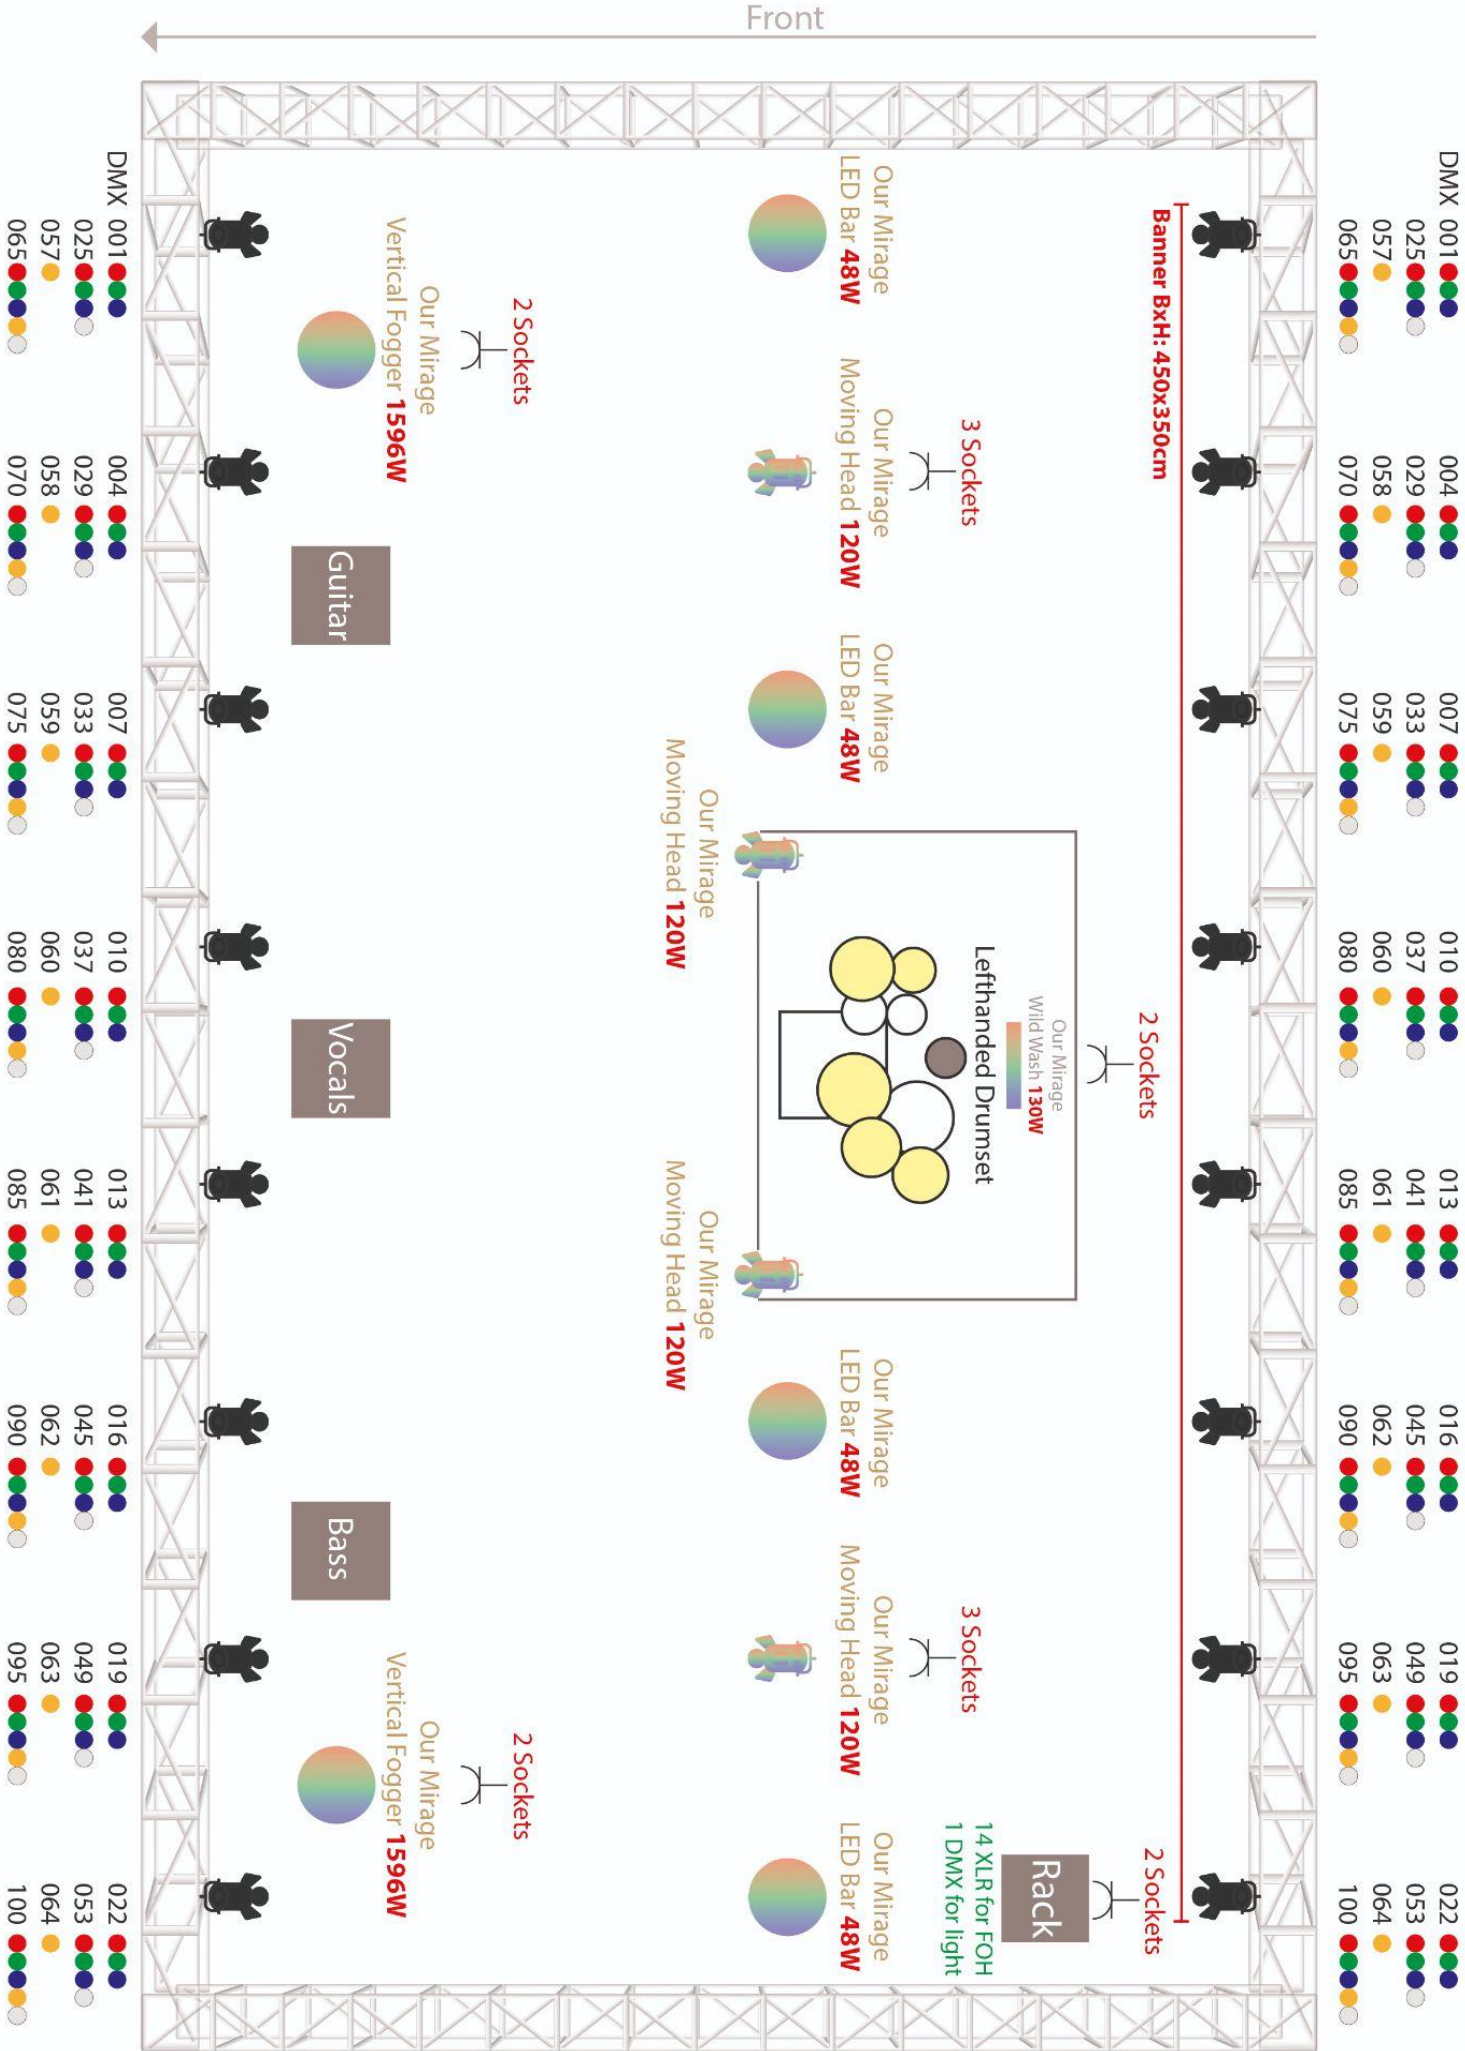 Front
DMX 001 004 007 010 013 016 019 022
025 029 033 037 041 045 049 053
057 058 059 060 061 062 063 064
065 070 075 080 085 090 095 100
Banner BxH: 450x350cm
2 Sockets
2 Sockets
Rack
14 XLR for FOH
1 DMX for light
Our Mirage
Wild Wash 130W
Lefthanded Drumset
3 Sockets
3 Sockets
Our Mirage
LED Bar 48W
Our Mirage
Moving Head 120W
Our Mirage
LED Bar 48W
Our Mirage
LED Bar 48W
Our Mirage
Moving Head 120W
Our Mirage
LED Bar 48W
Our Mirage
Moving Head 120W
Our Mirage
Moving Head 120W
2 Sockets
2 Sockets
Our Mirage
Vertical Fogger 1596W
Our Mirage
Vertical Fogger 1596W
Guitar
Vocals
Bass
DMX 001 004 007 010 013 016 019 022
025 029 033 037 041 045 049 053
057 058 059 060 061 062 063 064
065 070 075 080 085 090 095 100